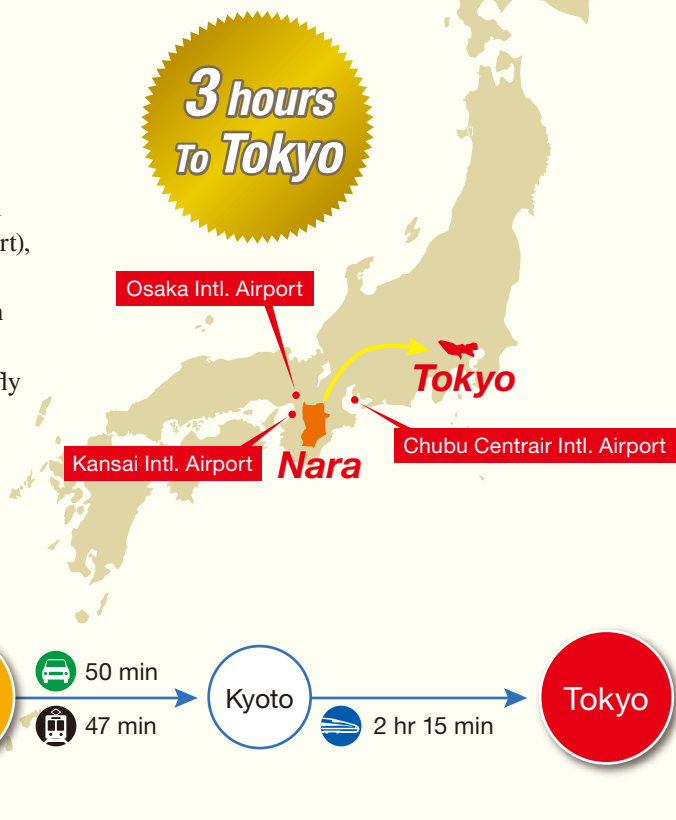 3 hours
To Tokyo
rt),
fly
Osaka Intl. Airport
Tokyo
Chubu Centrair Intl. Airport
Kansai Intl. Airport
Nara
50 min
47 min
Kyoto
2 hr 15 min
Tokyo